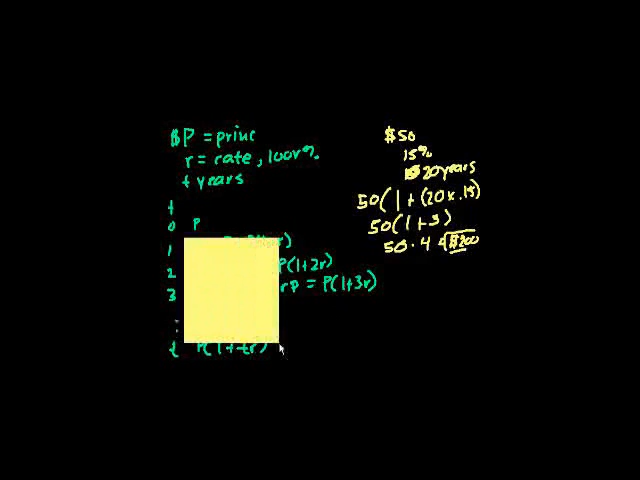 $P = princ
r = rate, 100r%
t years
t
0 P
1
2 P(1+2r)
3 rP = P(1+3r)
:
t P(1+tr)
$50
15%
20years
50(1+(20x.15)
50(1+3)
50·4 = $200